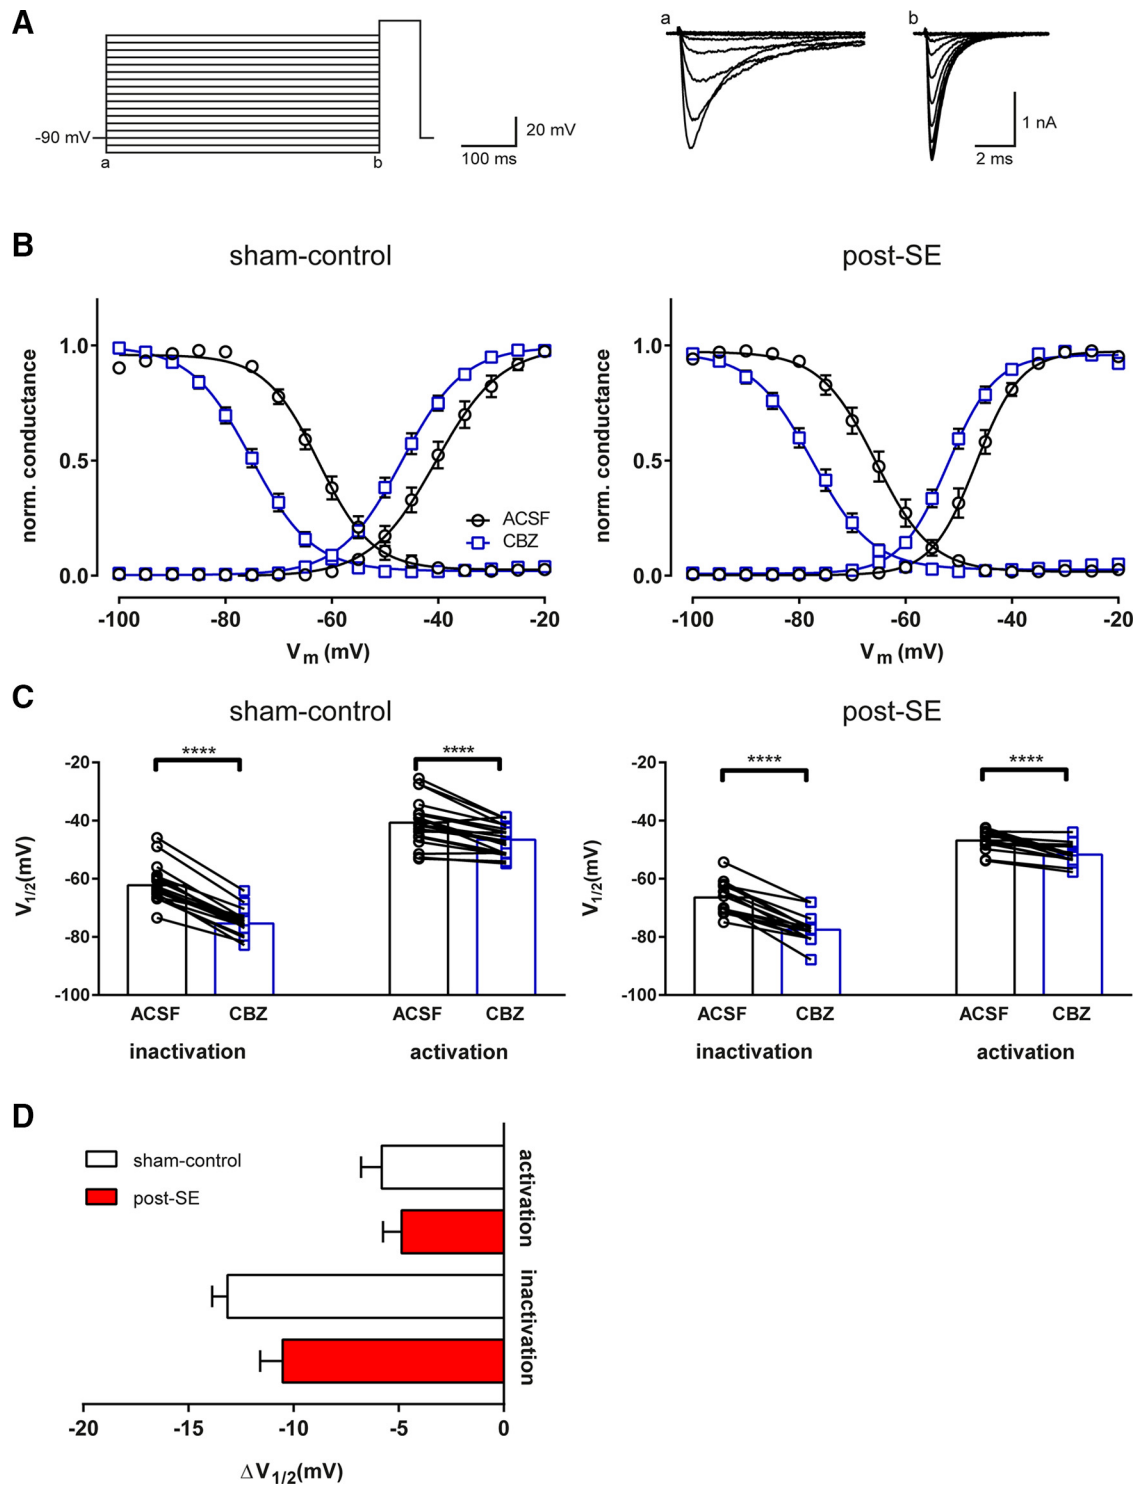 A
a
b
-90 mV
a
b
20 mV
100 ms
1 nA
2 ms
B
sham-control
post-SE
norm. conductance
1.0
0.5
0.0
ACSF
CBZ
-100 -80 -60 -40 -20
Vm (mV)
norm. conductance
1.0
0.5
0.0
-100 -80 -60 -40 -20
Vm (mV)
C
sham-control
post-SE
V1/2(mV)
-20
-40
-60
-80
-100
****
****
ACSF CBZ ACSF CBZ
inactivation activation
V1/2(mV)
-20
-40
-60
-80
-100
****
****
ACSF CBZ ACSF CBZ
inactivation activation
D
sham-control
post-SE
activation
inactivation
-20 -15 -10 -5 0
ΔV1/2(mV)